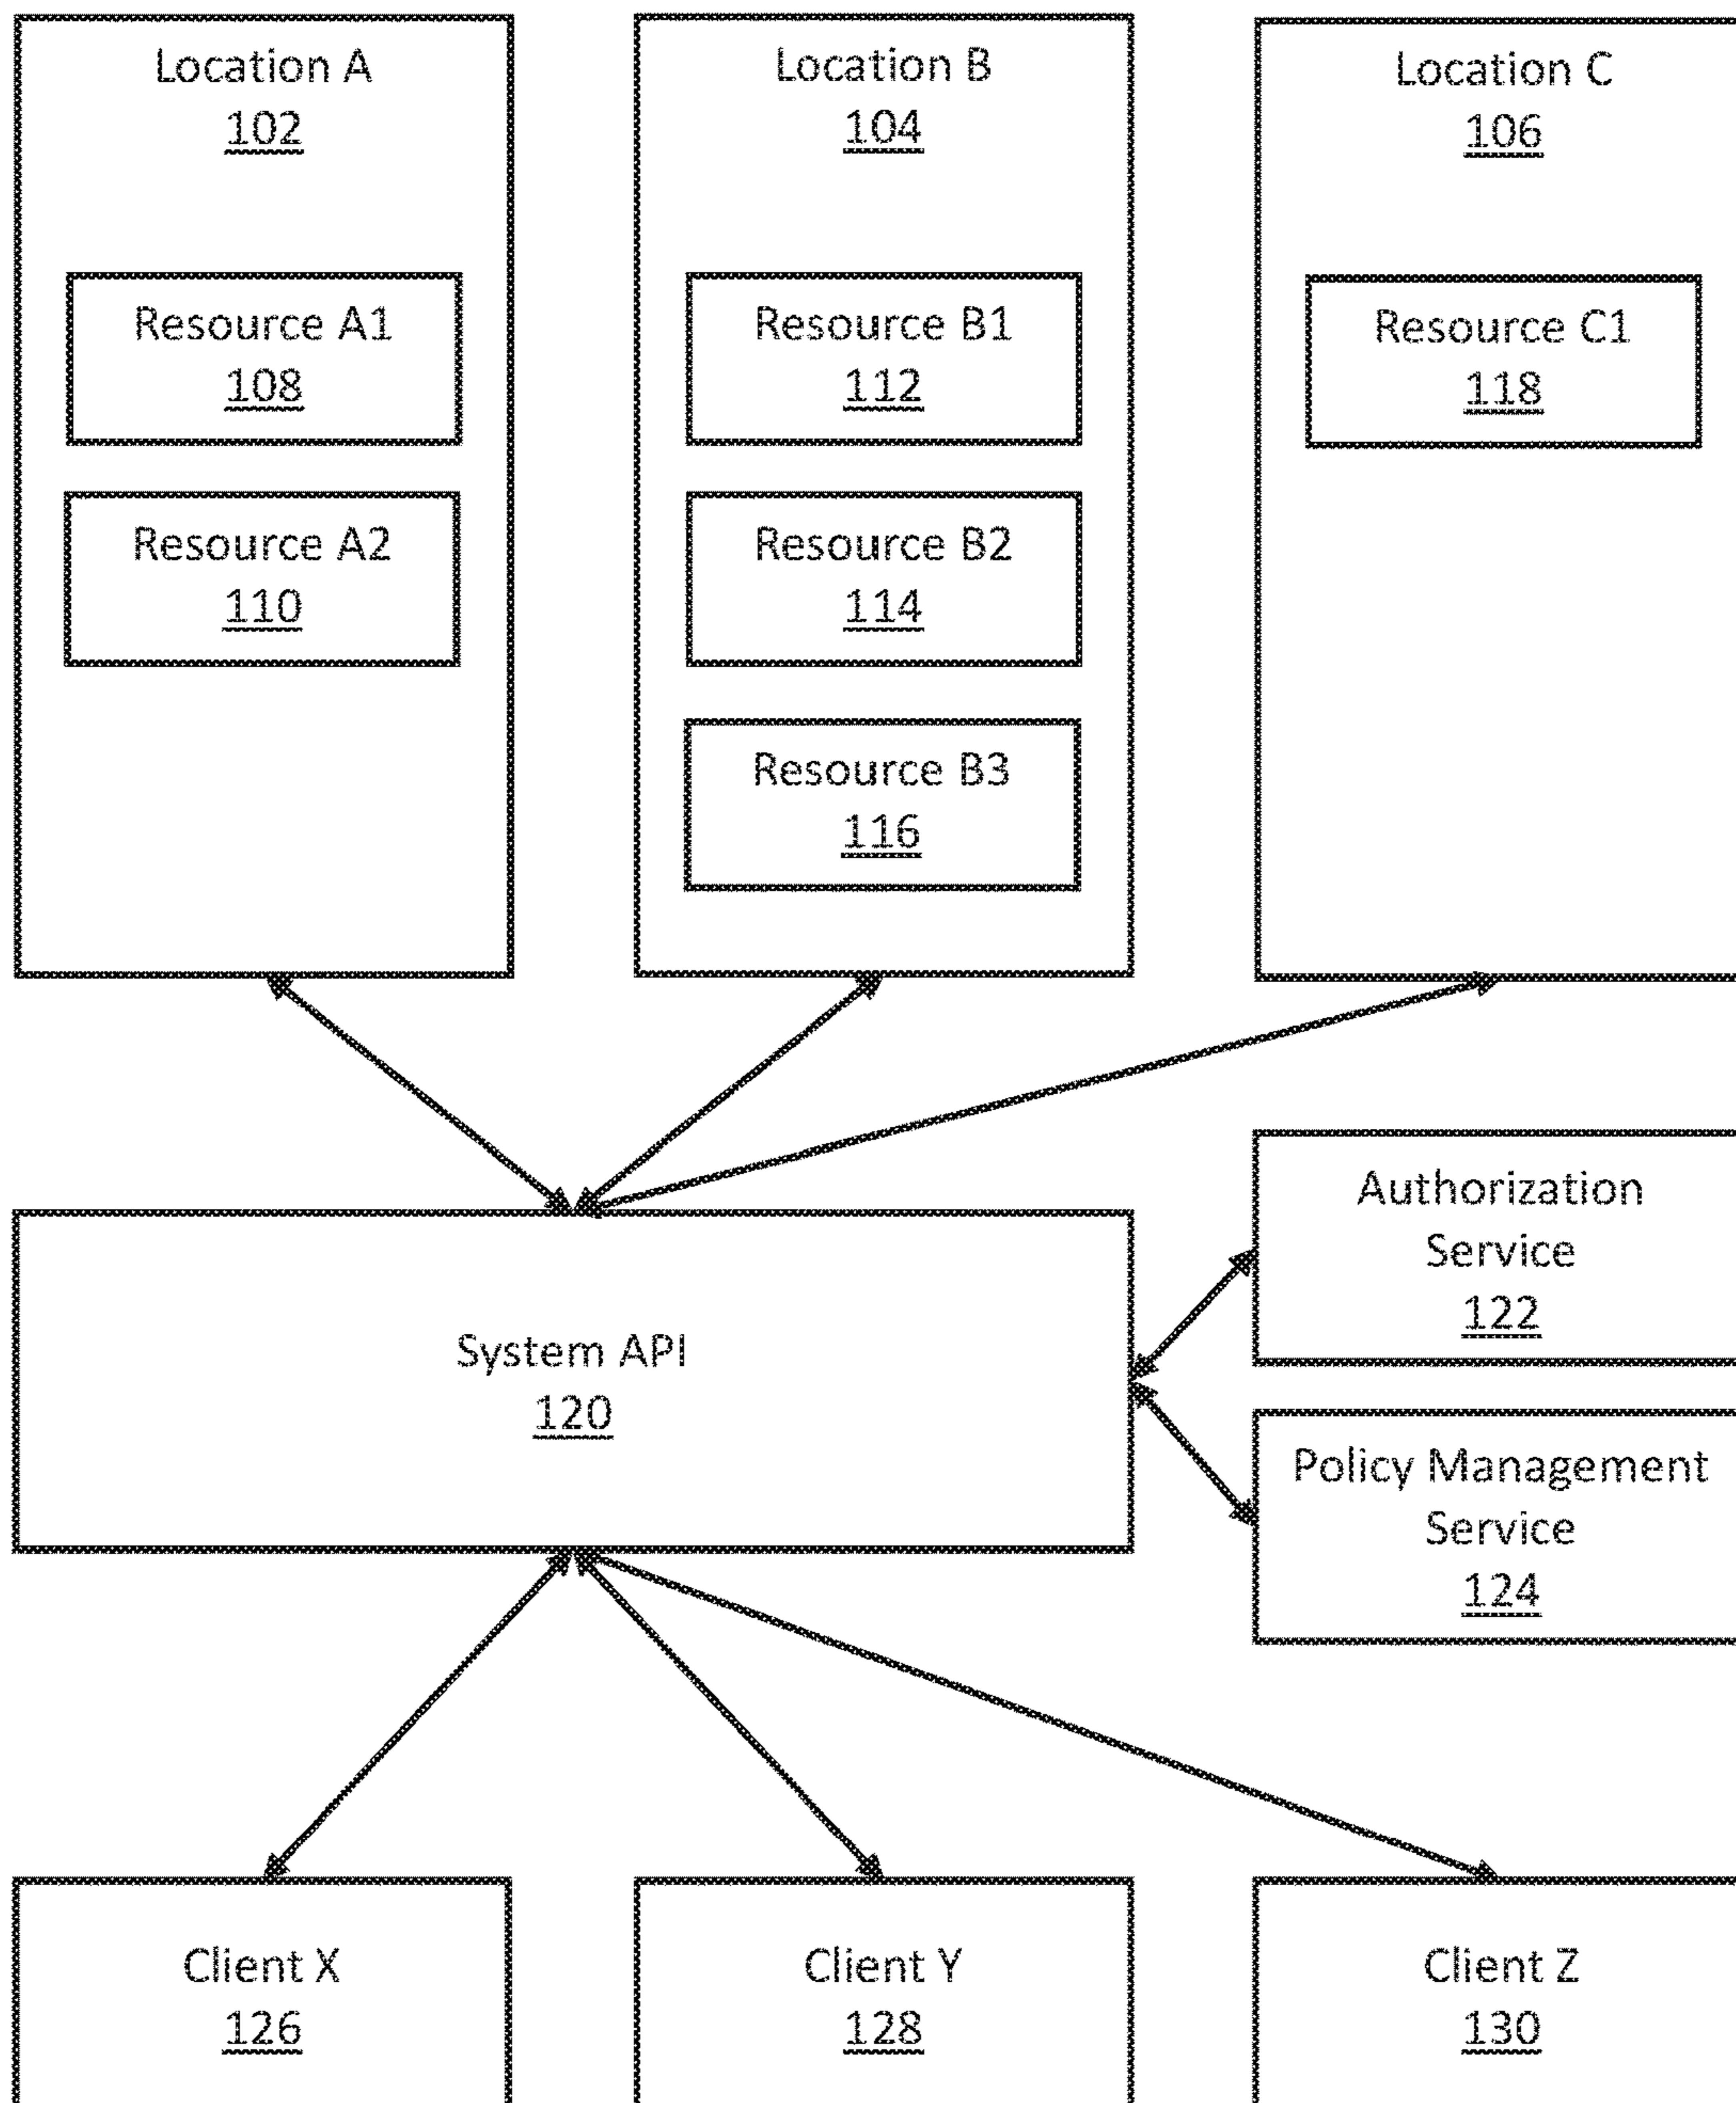 Location A
102
Resource A1
108
Resource A2
110
Location B
104
Resource B1
112
Resource B2
114
Resource B3
116
Location C
106
Resource C1
118
System API
120
Authorization
Service
122
Policy Management
Service
124
Client X
126
Client Y
128
Client Z
130